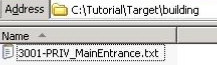 Address C:\Tutorial\Target\building
Name
3001-PRIV_MainEntrance.txt